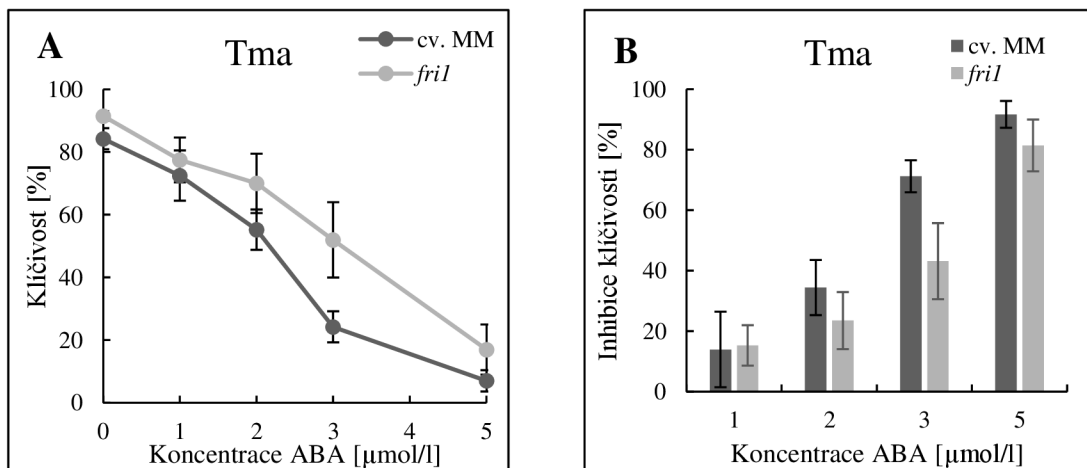 A
Tma
cv. MM
fri1
Klíčivost [%]
100
80
60
40
20
0
0 1 2 3 4 5
Koncentrace ABA [µmol/l]
B
Tma
cv. MM
fri1
Inhibice klíčivosti [%]
100
80
60
40
20
0
1 2 3 5
Koncentrace ABA [µmol/l]